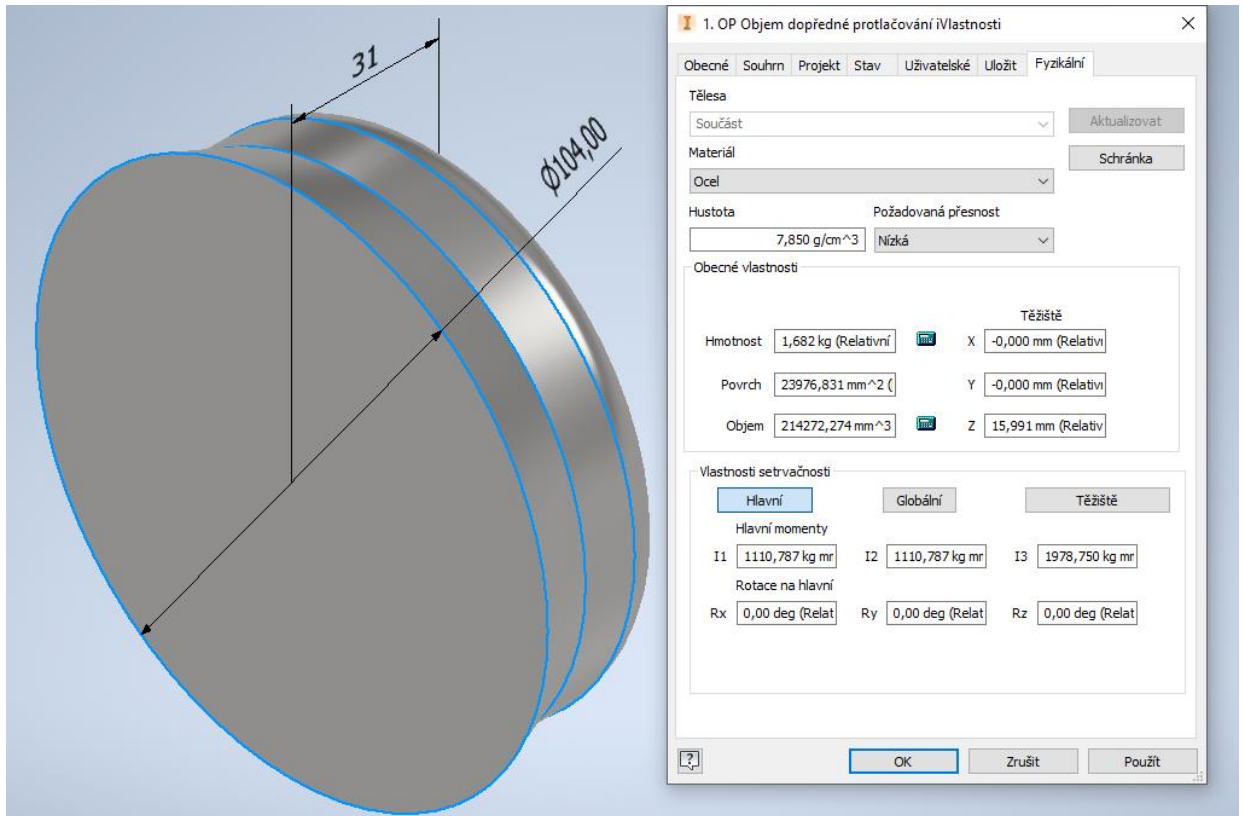 31
Ø104,00
1. OP Objem dopředné protlačování iVlastnosti
Obecné Souhrn Projekt Stav Uživatelské Uložit Fyzikální
Tělesa
Součást
Aktualizovat
Materiál
Schránka
Ocel
Hustota Požadovaná přesnost
7,850 g/cm^3 Nízká
Obecné vlastnosti
Těžiště
Hmotnost 1,682 kg (Relativní X -0,000 mm (Relativı
Povrch 23976,831 mm^2 ( Y -0,000 mm (Relativı
Objem 214272,274 mm^3 Z 15,991 mm (Relativ
Vlastnosti setrvačnosti
Hlavní Globální Těžiště
Hlavní momenty
I1 1110,787 kg mr I2 1110,787 kg mr I3 1978,750 kg mr
Rotace na hlavní
Rx 0,00 deg (Relat Ry 0,00 deg (Relat Rz 0,00 deg (Relat
?
OK Zrušit Použít